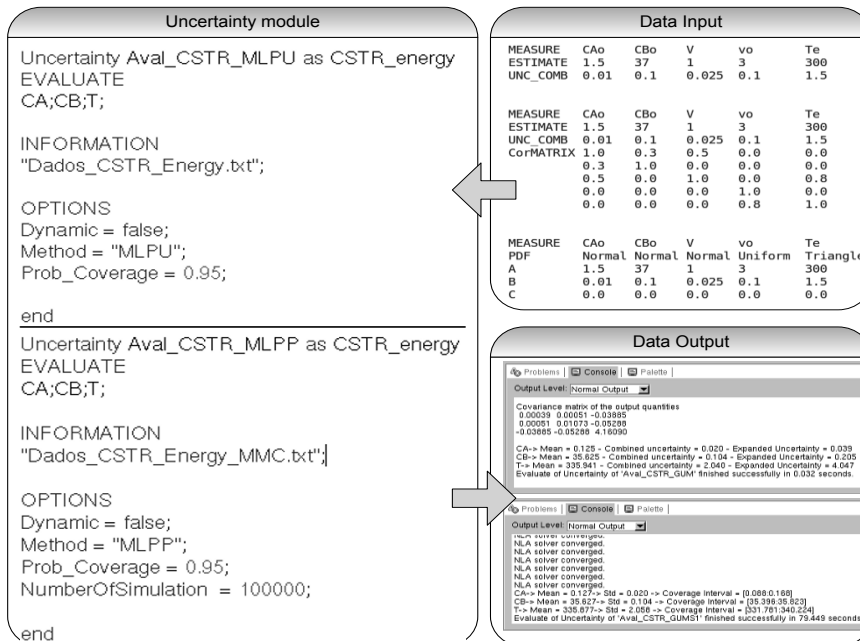 Uncertainty module
Uncertainty Aval_CSTR_MLPU as CSTR_energy
EVALUATE
CA;CB;T;
INFORMATION
"Dados_CSTR_Energy.txt";
OPTIONS
Dynamic = false;
Method = "MLPU";
Prob_Coverage = 0.95;
end
Uncertainty Aval_CSTR_MLPP as CSTR_energy
EVALUATE
CA;CB;T;
INFORMATION
"Dados_CSTR_Energy_MMC.txt";
OPTIONS
Dynamic = false;
Method = "MLPP";
Prob_Coverage = 0.95;
NumberOfSimulation = 100000;
end
Data Input
MEASURE CAo CBo V vo Te
ESTIMATE 1.5 37 1 3 300
UNC_COMB 0.01 0.1 0.025 0.1 1.5
MEASURE CAo CBo V vo Te
ESTIMATE 1.5 37 1 3 300
UNC_COMB 0.01 0.1 0.025 0.1 1.5
CorMATRIX 1.0 0.3 0.5 0.0 0.0
0.3 1.0 0.0 0.0 0.0
0.5 0.0 1.0 0.0 0.8
0.0 0.0 0.0 1.0 0.0
0.0 0.0 0.0 0.8 1.0
MEASURE CAo CBo V vo Te
PDF Normal Normal Normal Uniform Triangle
A 1.5 37 1 3 300
B 0.01 0.1 0.025 0.1 1.5
C 0.0 0.0 0.0 0.0 0.0
Data Output
Problems Console Palette
Output Level: Normal Output
Covariance matrix of the output quantities
0.00039 0.00051 -0.03885
0.00051 0.01073 -0.05288
-0.03885 -0.05288 4.16090
CA-> Mean = 0.125 - Combined uncertainty = 0.020 - Expanded Uncertainty = 0.039
CB-> Mean = 35.625 - Combined uncertainty = 0.104 - Expanded Uncertainty = 0.205
T-> Mean = 335.941 - Combined uncertainty = 2.040 - Expanded Uncertainty = 4.047
Evaluate of Uncertainty of 'Aval_CSTR_GUM' finished successfully in 0.032 seconds.
Problems Console Palette
Output Level: Normal Output
NLA solver converged.
NLA solver converged.
NLA solver converged.
NLA solver converged.
NLA solver converged.
NLA solver converged.
CA-> Mean = 0.127-> Std = 0.020 -> Coverage Interval = [0.088:0.168]
CB-> Mean = 35.627-> Std = 0.104 -> Coverage Interval = [35.396:35.823]
T-> Mean = 335.877-> Std = 2.058 -> Coverage Interval = [331.781:340.224]
Evaluate of Uncertainty of 'Aval_CSTR_GUMS1' finished successfully in 79.449 seconds